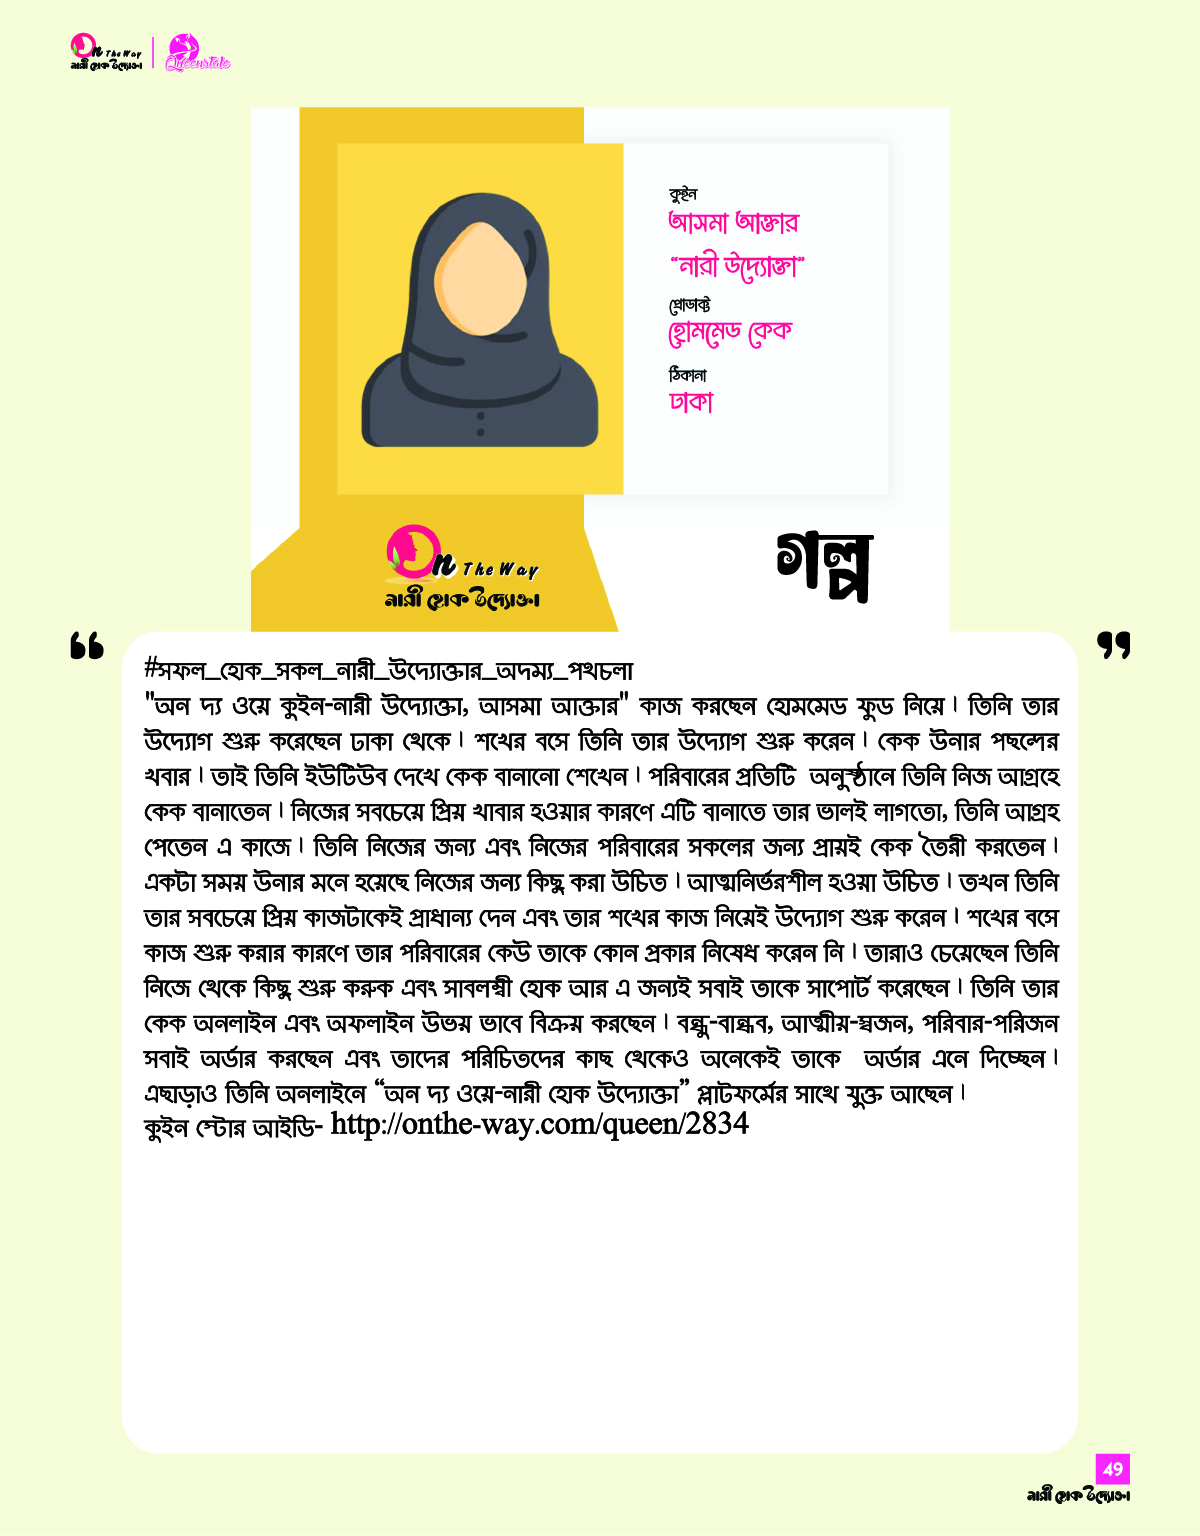 On The Way
নারী হোক উদ্যোক্তা
Queenstale
কুইন
আসমা আক্তার
“নারী উদ্যোক্তা”
প্রোডাক্ট
হোমমেড কেক
ঠিকানা
ঢাকা
On The Way
নারী হোক উদ্যোক্তা
গল্প
#সফল_হোক_সকল_নারী_উদ্যোক্তার_অদম্য_পথচলা
"অন দ্য ওয়ে কুইন-নারী উদ্যোক্তা, আসমা আক্তার" কাজ করছেন হোমমেড ফুড নিয়ে। তিনি তার
উদ্যোগ শুরু করেছেন ঢাকা থেকে। শখের বসে তিনি তার উদ্যোগ শুরু করেন। কেক উনার পছন্দের
খবার। তাই তিনি ইউটিউব দেখে কেক বানানো শেখেন। পরিবারের প্রতিটি অনুষ্ঠানে তিনি নিজ আগ্রহে
কেক বানাতেন। নিজের সবচেয়ে প্রিয় খাবার হওয়ার কারণে এটি বানাতে তার ভালই লাগতো, তিনি আগ্রহ
পেতেন এ কাজে। তিনি নিজের জন্য এবং নিজের পরিবারের সকলের জন্য প্রায়ই কেক তৈরী করতেন।
একটা সময় উনার মনে হয়েছে নিজের জন্য কিছু করা উচিত। আত্মনির্ভরশীল হওয়া উচিত। তখন তিনি
তার সবচেয়ে প্রিয় কাজটাকেই প্রাধান্য দেন এবং তার শখের কাজ নিয়েই উদ্যোগ শুরু করেন। শখের বসে
কাজ শুরু করার কারণে তার পরিবারের কেউ তাকে কোন প্রকার নিষেধ করেন নি। তারাও চেয়েছেন তিনি
নিজে থেকে কিছু শুরু করুক এবং সাবলম্বী হোক আর এ জন্যই সবাই তাকে সাপোর্ট করেছেন। তিনি তার
কেক অনলাইন এবং অফলাইন উভয় ভাবে বিক্রয় করছেন। বন্ধু-বান্ধব, আত্মীয়-স্বজন, পরিবার-পরিজন
সবাই অর্ডার করছেন এবং তাদের পরিচিতদের কাছ থেকেও অনেকেই তাকে অর্ডার এনে দিচ্ছেন।
এছাড়াও তিনি অনলাইনে “অন দ্য ওয়ে-নারী হোক উদ্যোক্তা” প্লাটফর্মের সাথে যুক্ত আছেন।
কুইন স্টোর আইডি- http://onthe-way.com/queen/2834
49
নারী হোক উদ্যোক্তা